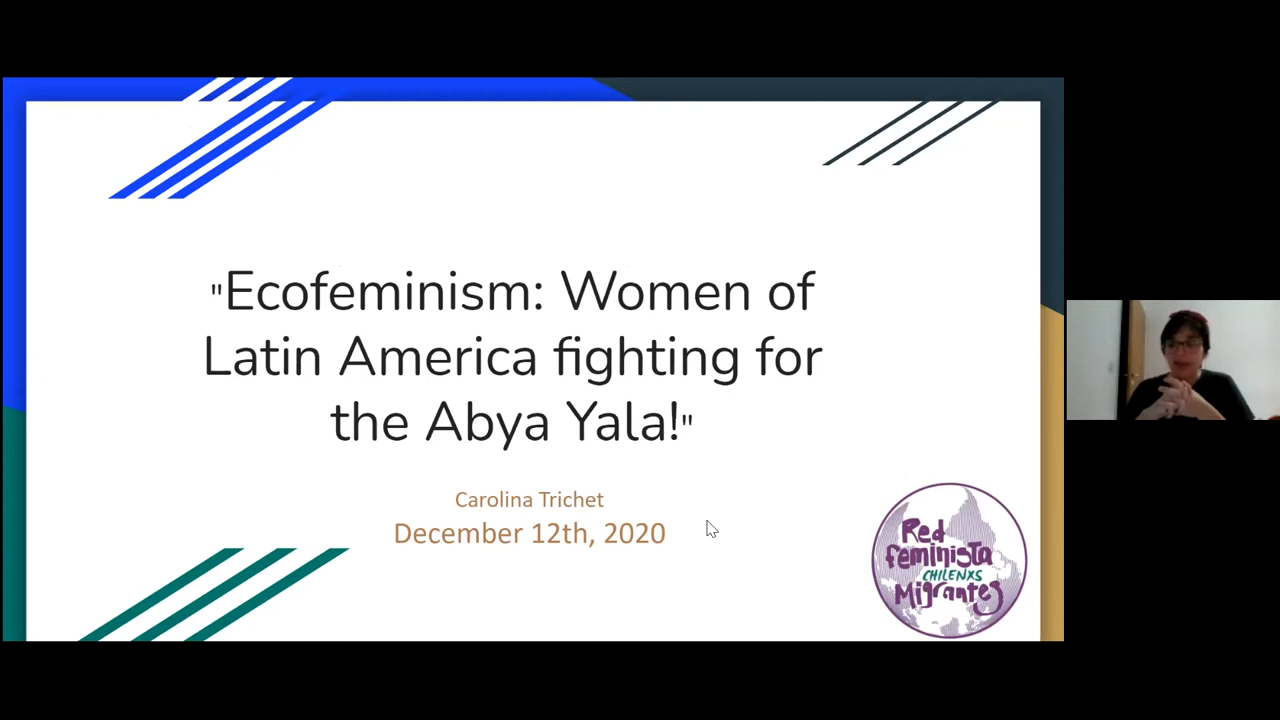 "Ecofeminism: Women of
Latin America fighting for
the Abya Yala!"
Carolina Trichet
December 12th, 2020
Red
feminista
CHILENXS
Migrantes